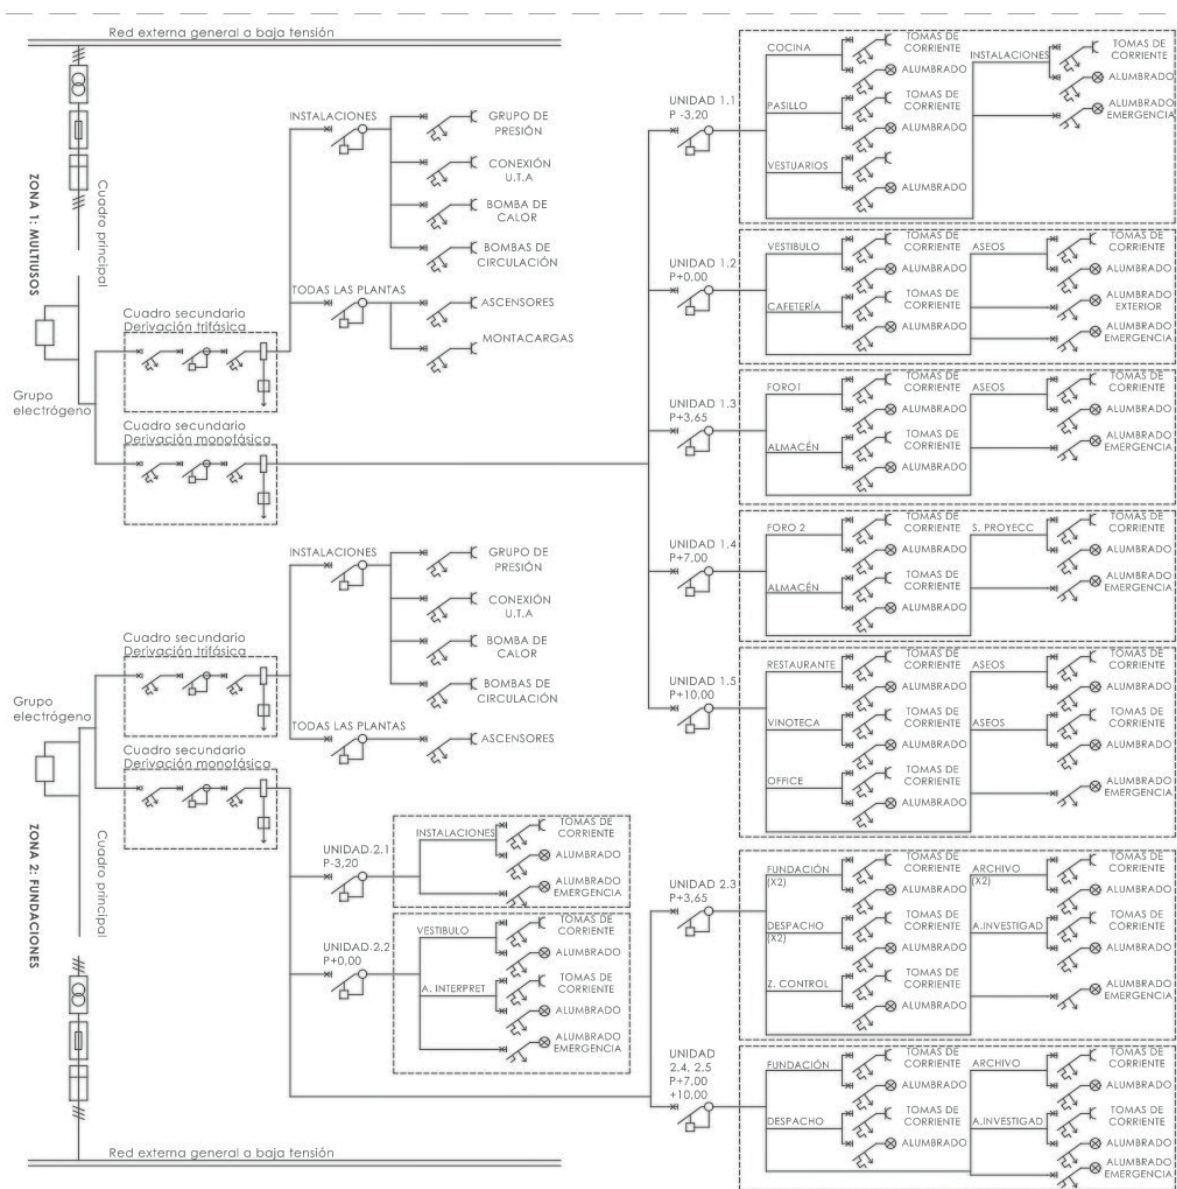 Red externa general a baja tensión
ZONA 1: MULTIUSOS
Cuadro principal
Grupo
electrógeno
Cuadro secundario
Derivación trifásica
Cuadro secundario
Derivación monofásica
INSTALACIONES
GRUPO DE
PRESIÓN
CONEXIÓN
U.T.A
BOMBA DE
CALOR
BOMBAS DE
CIRCULACIÓN
TODAS LAS PLANTAS
ASCENSORES
MONTACARGAS
UNIDAD 1.1
P -3,20
COCINA
TOMAS DE
CORRIENTE
ALUMBRADO
PASILLO
TOMAS DE
CORRIENTE
ALUMBRADO
VESTUARIOS
ALUMBRADO
INSTALACIONES
TOMAS DE
CORRIENTE
ALUMBRADO
ALUMBRADO
EMERGENCIA
UNIDAD 1.2
P+0,00
VESTIBULO
TOMAS DE
CORRIENTE
ALUMBRADO
CAFETERÍA
TOMAS DE
CORRIENTE
ALUMBRADO
ASEOS
TOMAS DE
CORRIENTE
ALUMBRADO
ALUMBRADO
EXTERIOR
ALUMBRADO
EMERGENCIA
UNIDAD 1.3
P+3,65
FORO1
TOMAS DE
CORRIENTE
ALUMBRADO
ALMACÉN
TOMAS DE
CORRIENTE
ALUMBRADO
ASEOS
TOMAS DE
CORRIENTE
ALUMBRADO
ALUMBRADO
EMERGENCIA
UNIDAD 1.4
P+7,00
FORO 2
TOMAS DE
CORRIENTE
ALUMBRADO
ALMACÉN
TOMAS DE
CORRIENTE
ALUMBRADO
S. PROYECC
TOMAS DE
CORRIENTE
ALUMBRADO
ALUMBRADO
EMERGENCIA
UNIDAD 1.5
P+10,00
RESTAURANTE
TOMAS DE
CORRIENTE
ALUMBRADO
VINOTECA
TOMAS DE
CORRIENTE
ALUMBRADO
OFFICE
TOMAS DE
CORRIENTE
ALUMBRADO
ASEOS
TOMAS DE
CORRIENTE
ALUMBRADO
ASEOS
TOMAS DE
CORRIENTE
ALUMBRADO
ALUMBRADO
EMERGENCIA
Grupo
electrógeno
ZONA 2: FUNDACIONES
Cuadro principal
Cuadro secundario
Derivación trifásica
Cuadro secundario
Derivación monofásica
INSTALACIONES
GRUPO DE
PRESIÓN
CONEXIÓN
U.T.A
BOMBA DE
CALOR
BOMBAS DE
CIRCULACIÓN
TODAS LAS PLANTAS
ASCENSORES
UNIDAD.2.1
P-3,20
INSTALACIONES
TOMAS DE
CORRIENTE
ALUMBRADO
ALUMBRADO
EMERGENCIA
UNIDAD.2.2
P+0,00
VESTIBULO
TOMAS DE
CORRIENTE
ALUMBRADO
A. INTERPRET
TOMAS DE
CORRIENTE
ALUMBRADO
ALUMBRADO
EMERGENCIA
UNIDAD 2.3
P+3,65
FUNDACIÓN
(X2)
TOMAS DE
CORRIENTE
ALUMBRADO
DESPACHO
(X2)
TOMAS DE
CORRIENTE
ALUMBRADO
Z. CONTROL
TOMAS DE
CORRIENTE
ALUMBRADO
ARCHIVO
(X2)
TOMAS DE
CORRIENTE
ALUMBRADO
A.INVESTIGAD
TOMAS DE
CORRIENTE
ALUMBRADO
ALUMBRADO
EMERGENCIA
UNIDAD
2.4, 2.5
P+7,00
+10,00
FUNDACIÓN
TOMAS DE
CORRIENTE
ALUMBRADO
DESPACHO
TOMAS DE
CORRIENTE
ALUMBRADO
ARCHIVO
TOMAS DE
CORRIENTE
ALUMBRADO
A.INVESTIGAD
TOMAS DE
CORRIENTE
ALUMBRADO
ALUMBRADO
EMERGENCIA
Red externa general a baja tensión